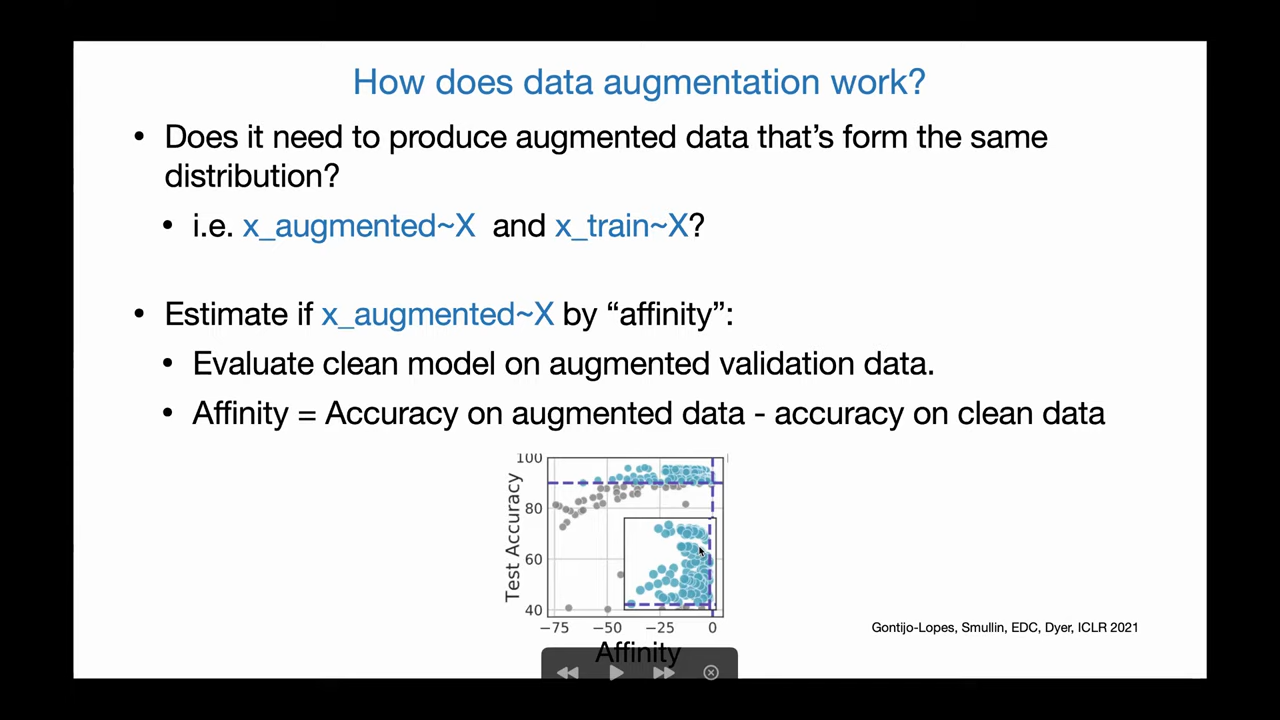 How does data augmentation work?
• Does it need to produce augmented data that's form the same
distribution?
• i.e. x_augmented~X and x_train~X?
• Estimate if x_augmented~X by “affinity”:
• Evaluate clean model on augmented validation data.
• Affinity = Accuracy on augmented data - accuracy on clean data
100
80
60
40
Test Accuracy
−75 −50 −25 0
Affinity
Gontijo-Lopes, Smullin, EDC, Dyer, ICLR 2021